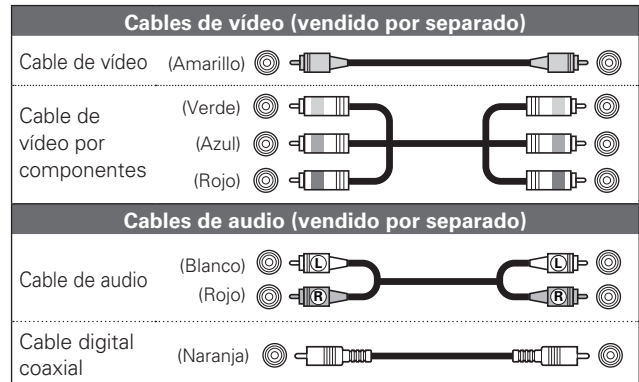 Cables de vídeo (vendido por separado)
Cable de vídeo
(Amarillo)
Cable de
vídeo por
componentes
(Verde)
(Azul)
(Rojo)
Cables de audio (vendido por separado)
Cable de audio
(Blanco) L L
(Rojo) R R
Cable digital
coaxial
(Naranja)